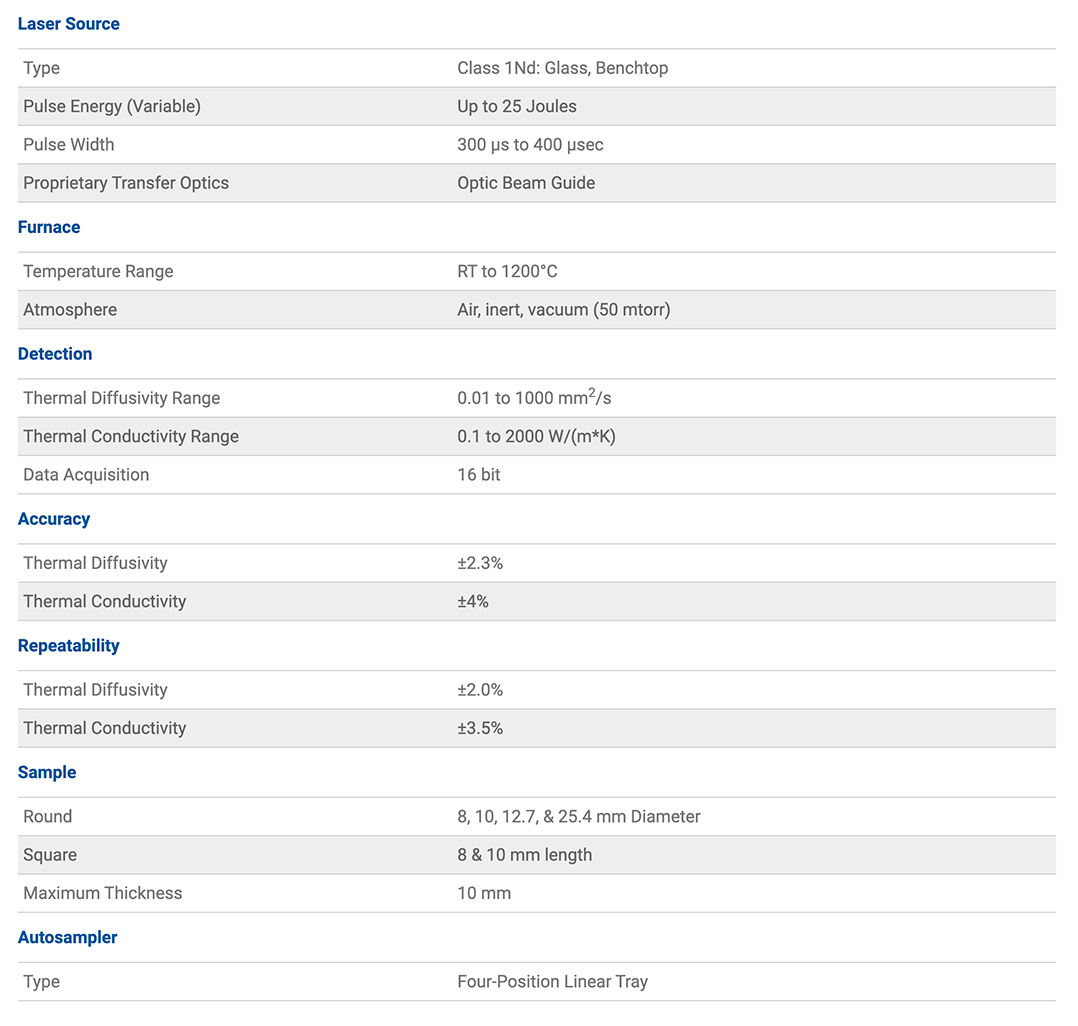 Laser Source
Type Class 1Nd: Glass, Benchtop
Pulse Energy (Variable) Up to 25 Joules
Pulse Width 300 μs to 400 μsec
Proprietary Transfer Optics Optic Beam Guide
Furnace
Temperature Range RT to 1200°C
Atmosphere Air, inert, vacuum (50 mtorr)
Detection
Thermal Diffusivity Range 0.01 to 1000 mm²/s
Thermal Conductivity Range 0.1 to 2000 W/(m*K)
Data Acquisition 16 bit
Accuracy
Thermal Diffusivity ±2.3%
Thermal Conductivity ±4%
Repeatability
Thermal Diffusivity ±2.0%
Thermal Conductivity ±3.5%
Sample
Round 8, 10, 12.7, & 25.4 mm Diameter
Square 8 & 10 mm length
Maximum Thickness 10 mm
Autosampler
Type Four-Position Linear Tray